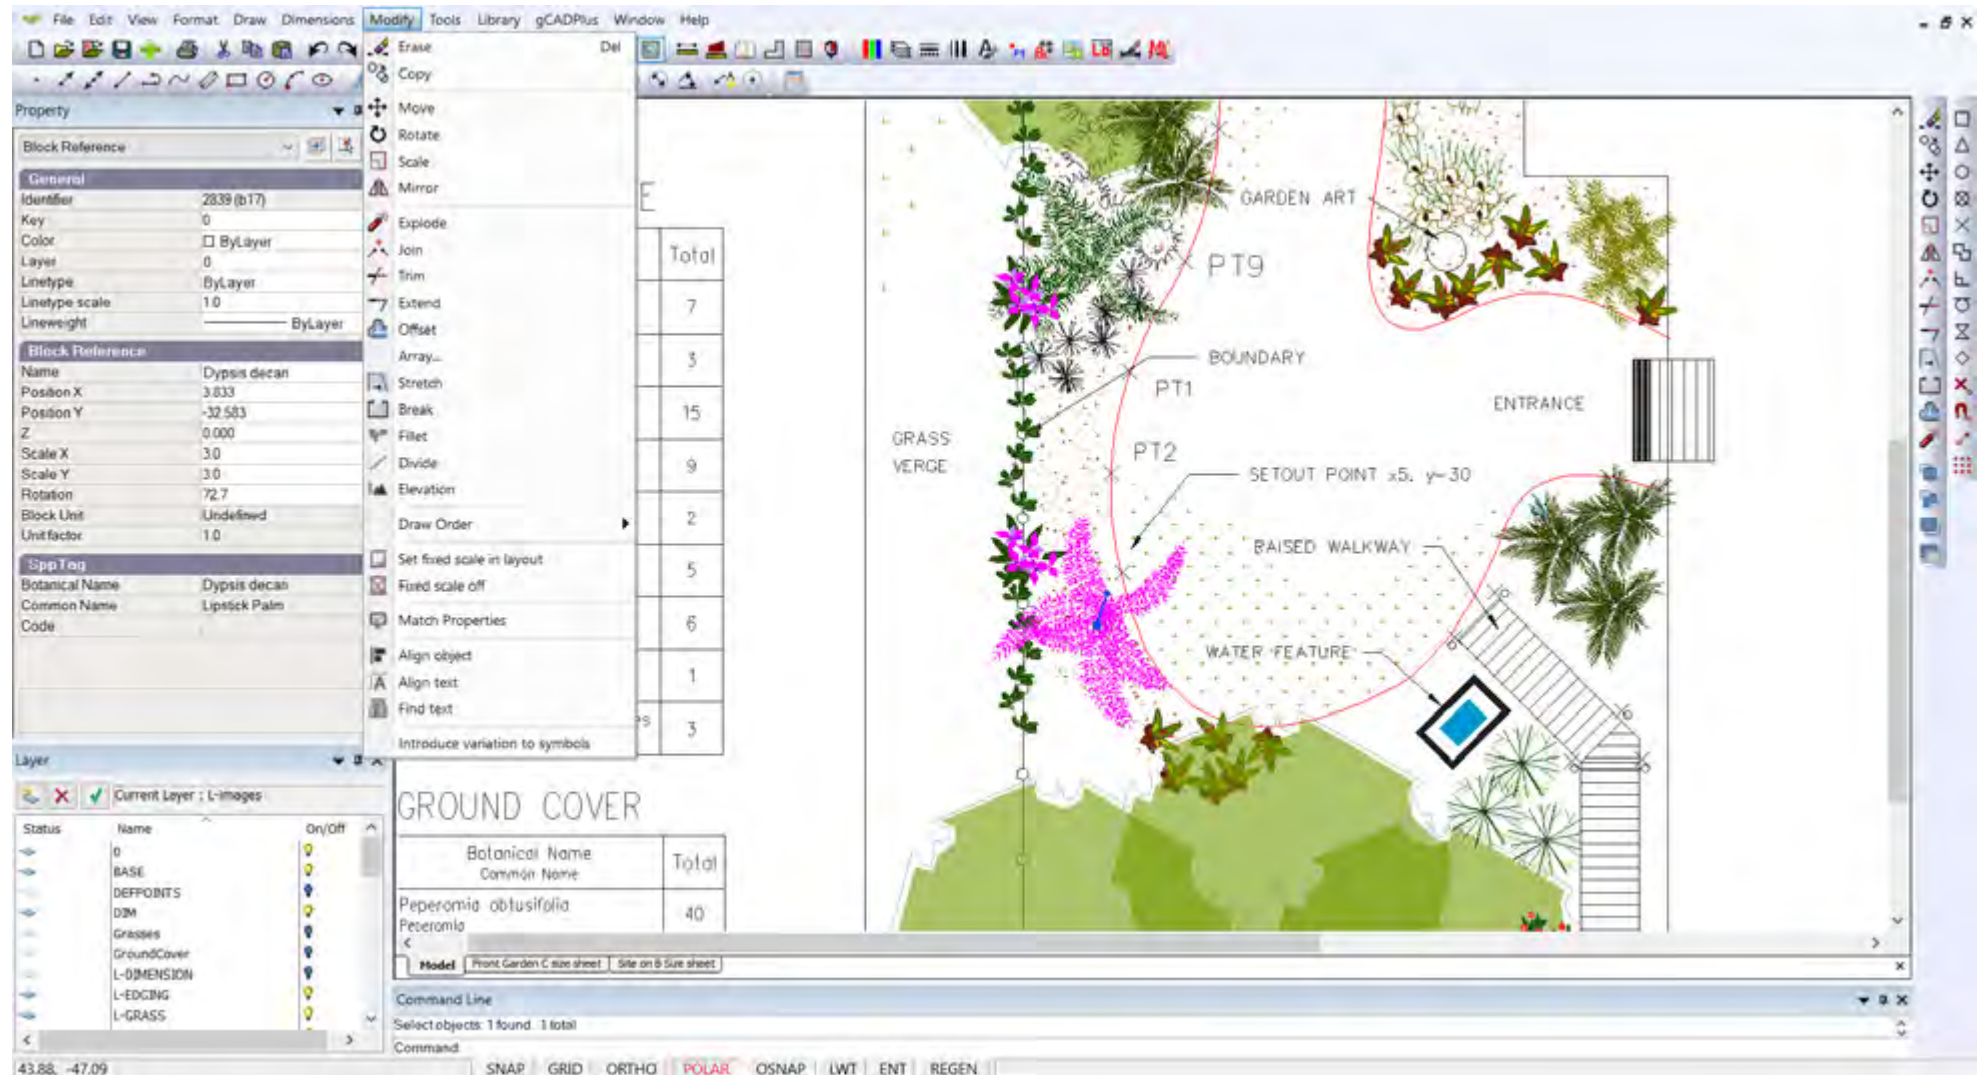 File Edit View Format Draw Dimensions Modify Tools Library gCADPlus Window Help
Property
Block Reference
General
Identifier 2839 (b17)
Key 0
Color ByLayer
Layer 0
Linetype ByLayer
Linetype scale 1.0
Lineweight ByLayer
Block Reference
Name Dypsis decari
Position X 3.833
Position Y -32.583
Z 0.000
Scale X 3.0
Scale Y 3.0
Rotation 72.7
Block Unit Undefined
Unit factor 1.0
SppTag
Botanical Name Dypsis decari
Common Name Lipstick Palm
Code
Erase Del
Copy
Move
Rotate
Scale
Mirror
Explode
Join
Trim
Extend
Offset
Array...
Stretch
Break
Fillet
Divide
Elevation
Draw Order
Set fixed scale in layout
Fixed scale off
Match Properties
Align object
Align text
Find text
Introduce variation to symbols
E
Total
7
3
15
9
2
5
6
1
es
3
GROUND COVER
Botanical Name
Common Name
Total
Peperomia obtusifolia
Peperomia
40
GARDEN ART
PT9
BOUNDARY
PT1
ENTRANCE
GRASS
VERGE
PT2
SETOUT POINT x5, y-30
RAISED WALKWAY
WATER FEATURE
Layer
Current Layer : L-images
Status Name On/Off
0
BASE
DEFPOINTS
DIM
Grasses
GroundCover
L-DIMENSION
L-EDGING
L-GRASS
Model Front Garden C size sheet Site on B Size sheet
Command Line
Select objects: 1 found. 1 total
Command
43.88, -47.09 SNAP GRID ORTHO POLAR OSNAP LWT ENT REGEN